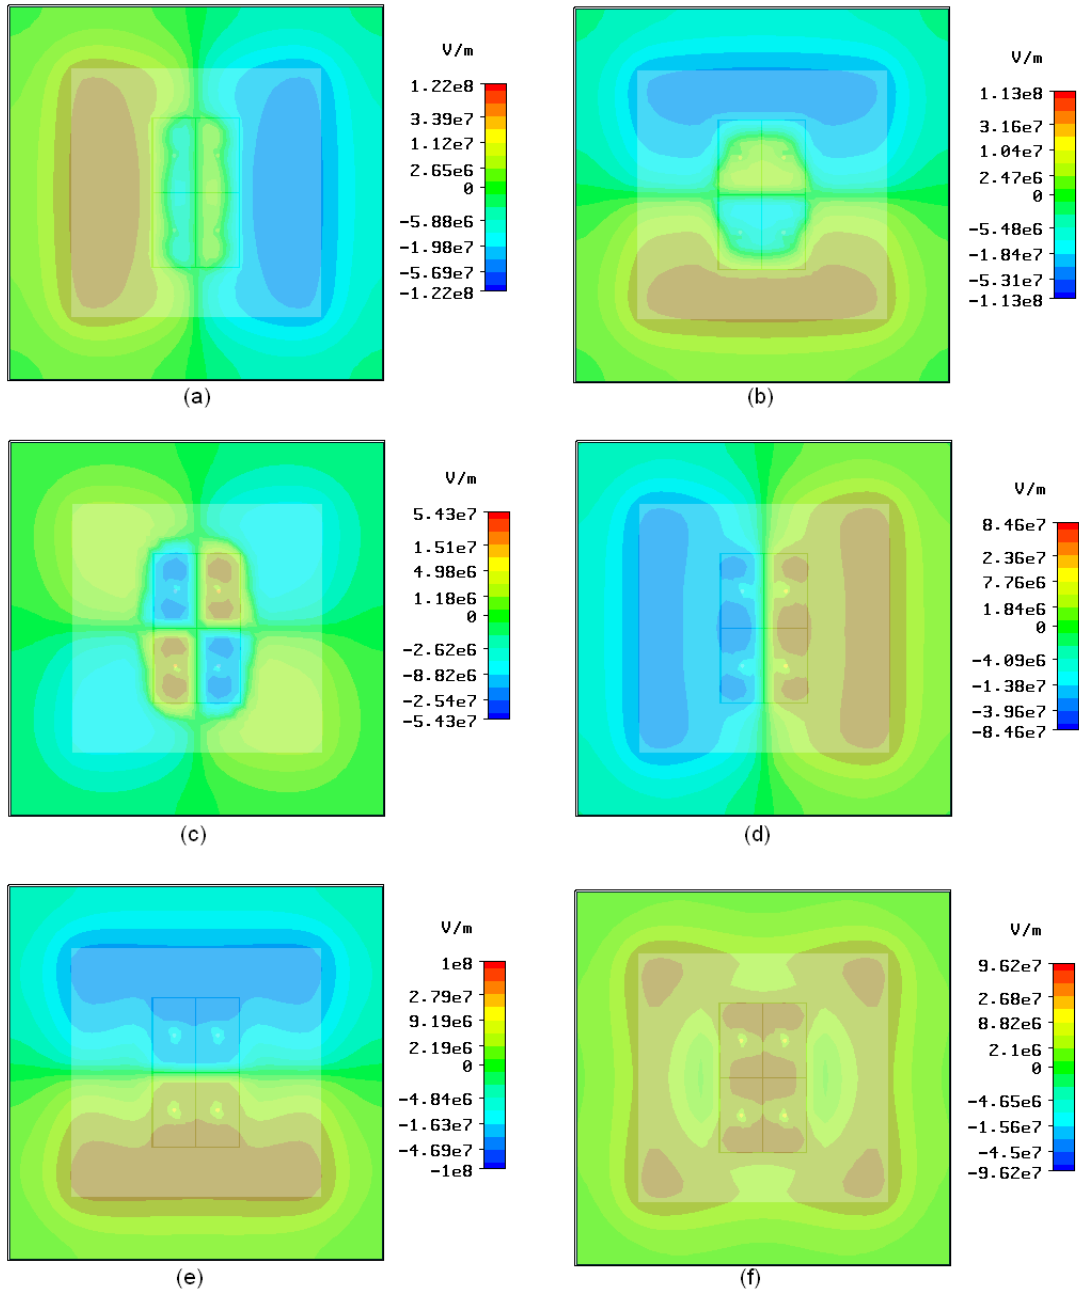 V/m
1.22e8
3.39e7
1.12e7
2.65e6
0
-5.88e6
-1.98e7
-5.69e7
-1.22e8
(a)
V/m
1.13e8
3.16e7
1.04e7
2.47e6
0
-5.48e6
-1.84e7
-5.31e7
-1.13e8
(b)
V/m
5.43e7
1.51e7
4.98e6
1.18e6
0
-2.62e6
-8.82e6
-2.54e7
-5.43e7
(c)
V/m
8.46e7
2.36e7
7.76e6
1.84e6
0
-4.09e6
-1.38e7
-3.96e7
-8.46e7
(d)
V/m
1e8
2.79e7
9.19e6
2.19e6
0
-4.84e6
-1.63e7
-4.69e7
-1e8
(e)
V/m
9.62e7
2.68e7
8.82e6
2.1e6
0
-4.65e6
-1.56e7
-4.5e7
-9.62e7
(f)